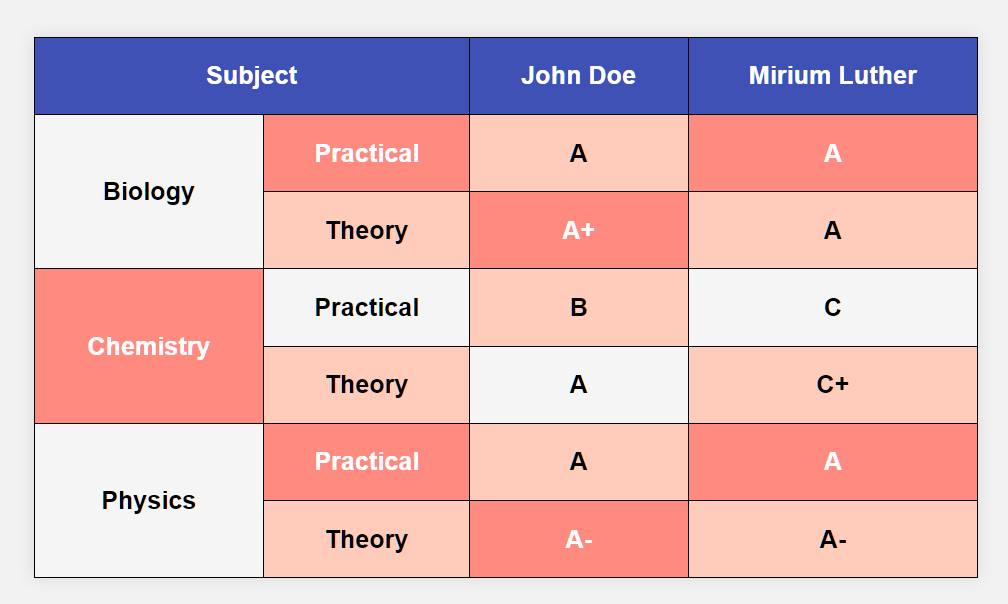 Subject John Doe Mirium Luther
Biology Practical A A
Theory A+ A
Chemistry Practical B C
Theory A C+
Physics Practical A A
Theory A- A-